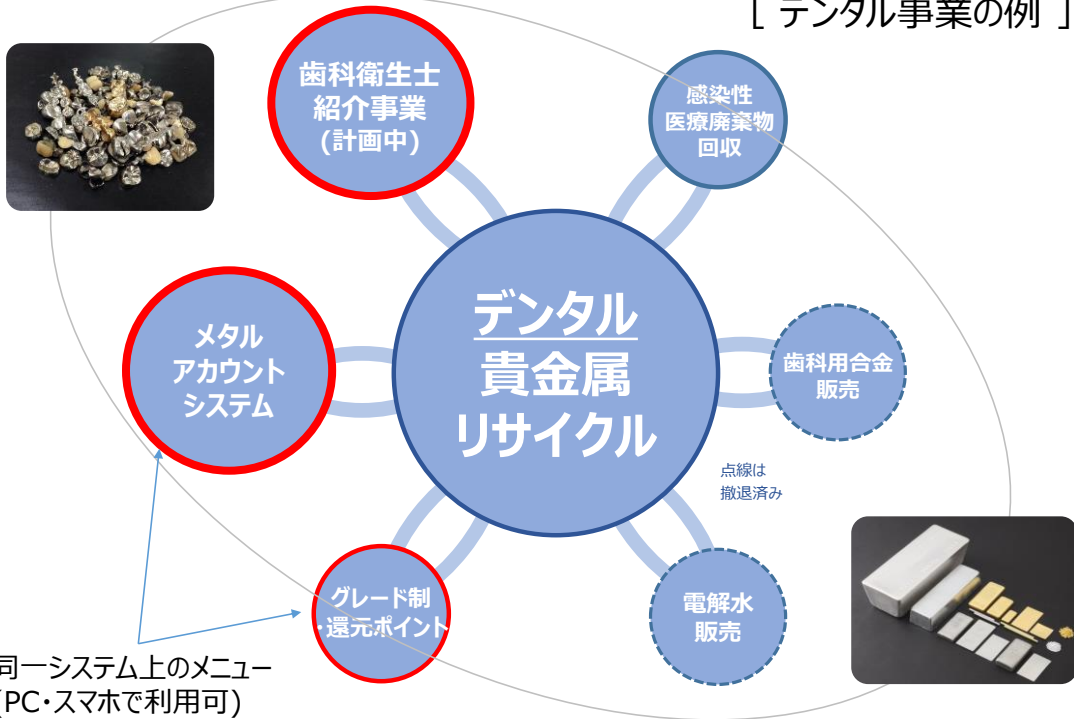 [ デンタル事業の例 ]
歯科衛生士
紹介事業
(計画中)
感染性
医療廃棄物
回収
メタル
アカウント
システム
デンタル
貴金属
リサイクル
歯科用合金
販売
点線は
撤退済み
グレード制
・還元ポイント
電解水
販売
同一システム上のメニュー
(PC・スマホで利用可)